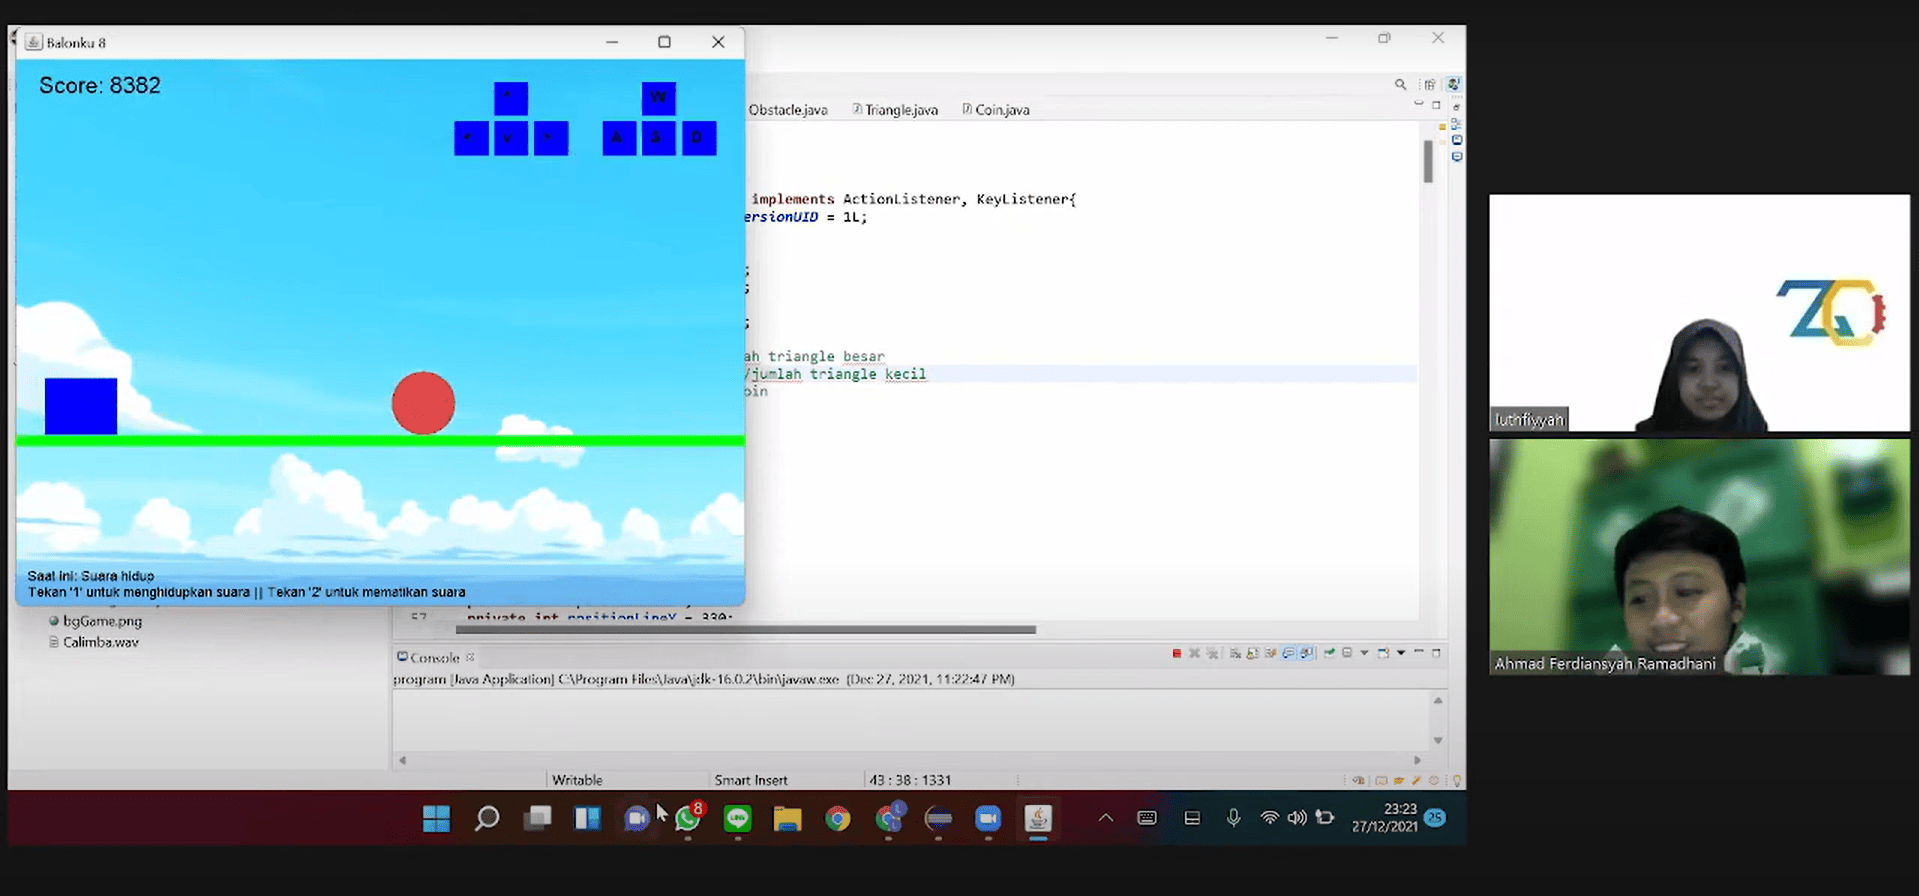 Balonku 8
Score: 8382
^
W
<
v
A
S
D
Saat ini: Suara hidup
Tekan '1' untuk menghidupkan suara || Tekan '2' untuk mematikan suara
Obstacle.java
Triangle.java
Coin.java
implements ActionListener, KeyListener{
ersionUID = 1L;
;
;
;
ah triangle besar
/jumlah triangle kecil
oin
57
private int positionLineY = 330;
bgGame.png
Calimba.wav
Console
program [Java Application] C:\Program Files\Java\jdk-16.0.2\bin\javaw.exe (Dec 27, 2021, 11:22:47 PM)
Writable
Smart Insert
43 : 38 : 1331
8
LINE
23:23
27/12/2021
25
luthfiyyah
Ahmad Ferdiansyah Ramadhani